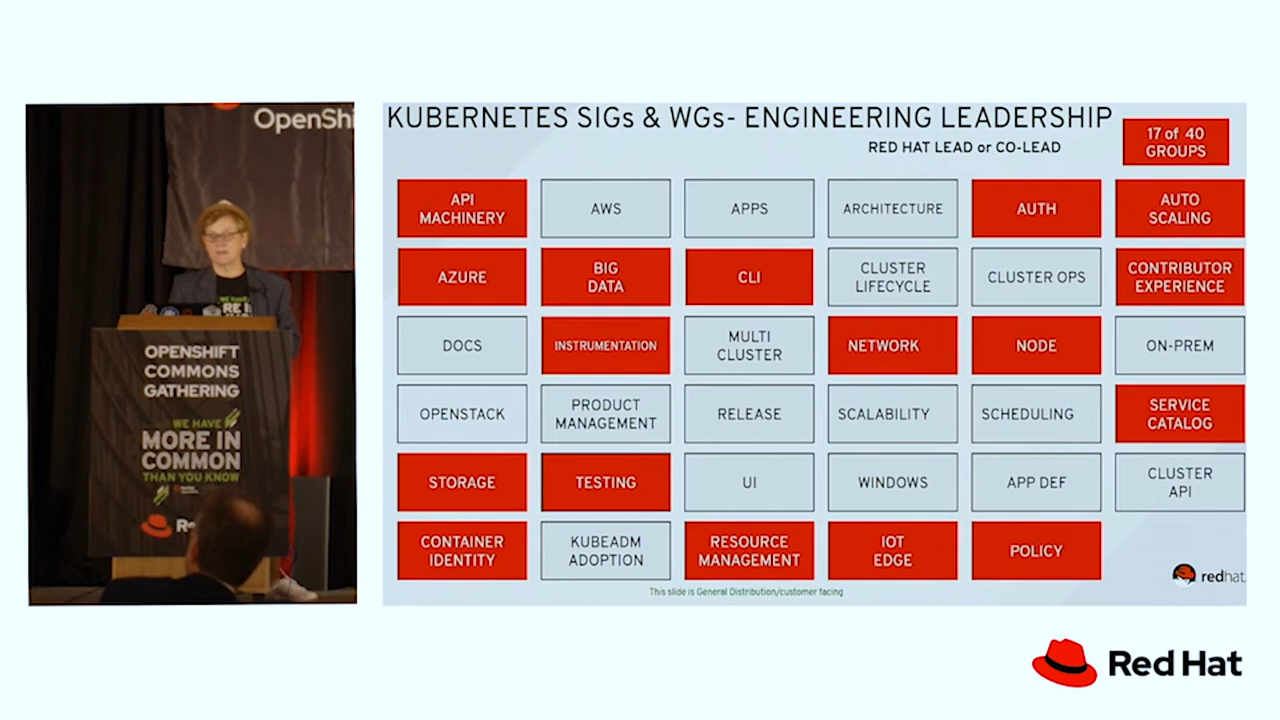 OpenShi
OPENSHIFT
COMMONS
GATHERING
WE HAVE
MORE IN
COMMON
THAN YOU KNOW
KUBERNETES SIGs & WGs- ENGINEERING LEADERSHIP
RED HAT LEAD or CO-LEAD
17 of 40
GROUPS
API
MACHINERY
AWS
APPS
ARCHITECTURE
AUTH
AUTO
SCALING
AZURE
BIG
DATA
CLI
CLUSTER
LIFECYCLE
CLUSTER OPS
CONTRIBUTOR
EXPERIENCE
DOCS
INSTRUMENTATION
MULTI
CLUSTER
NETWORK
NODE
ON-PREM
OPENSTACK
PRODUCT
MANAGEMENT
RELEASE
SCALABILITY
SCHEDULING
SERVICE
CATALOG
STORAGE
TESTING
UI
WINDOWS
APP DEF
CLUSTER
API
CONTAINER
IDENTITY
KUBEADM
ADOPTION
RESOURCE
MANAGEMENT
IOT
EDGE
POLICY
redhat.
This slide is General Distribution/customer facing
Red Hat